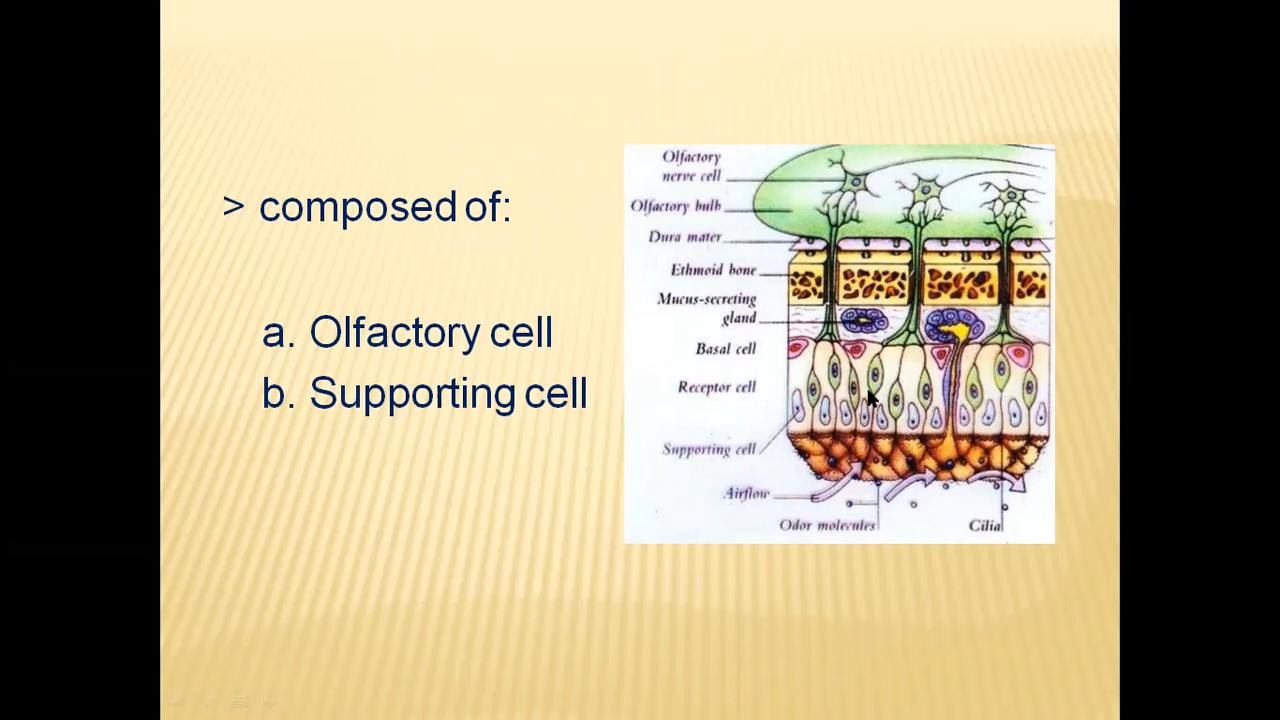 > composed of:
a. Olfactory cell
b. Supporting cell
Olfactory
nerve cell
Olfactory bulb
Dura mater
Ethmoid bone
Mucus-secreting
gland
Basal cell
Receptor cell
Supporting cell
Airflow
Odor molecules
Cilia